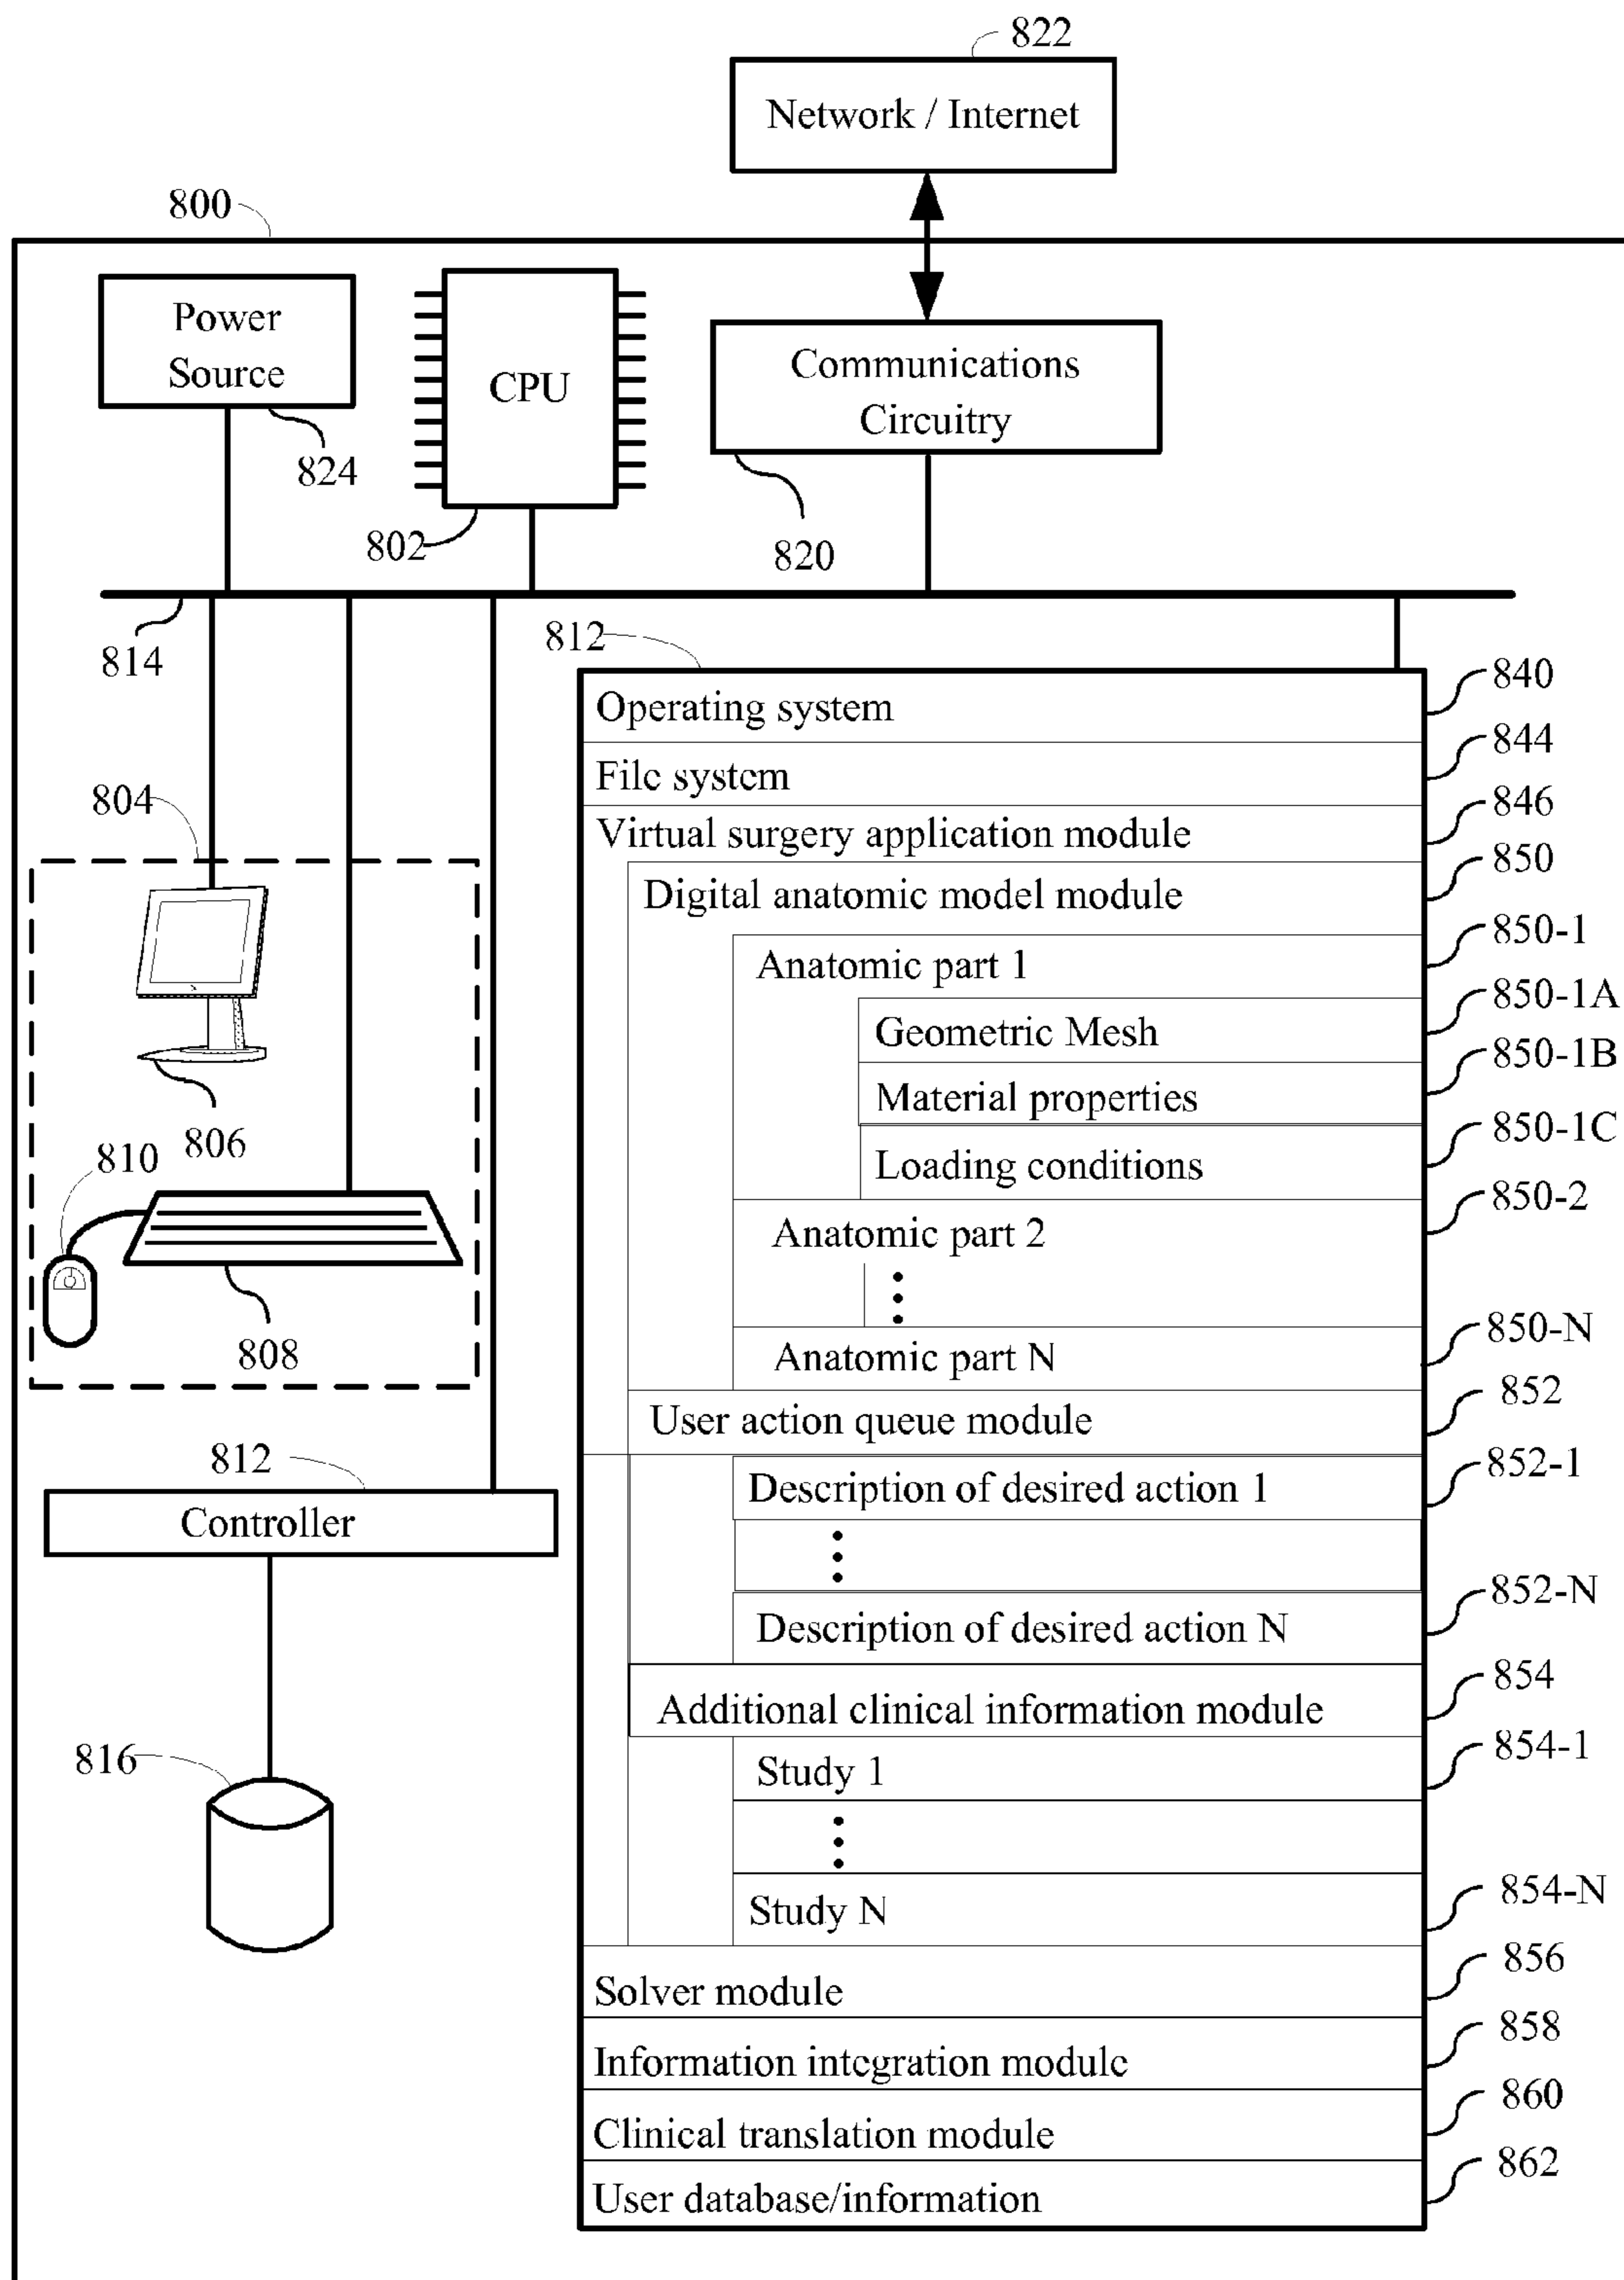 822
Network / Internet
800
Power
Source
CPU
Communications
Circuitry
824
802
820
814
812
Operating system
840
File system
844
Virtual surgery application module
846
Digital anatomic model module
850
Anatomic part 1
850-1
Geometric Mesh
850-1A
Material properties
850-1B
Loading conditions
850-1C
Anatomic part 2
850-2
Anatomic part N
850-N
User action queue module
852
Description of desired action 1
852-1
Description of desired action N
852-N
Additional clinical information module
854
Study 1
854-1
Study N
854-N
Solver module
856
Information integration module
858
Clinical translation module
860
User database/information
862
804
806
810
808
812
Controller
816